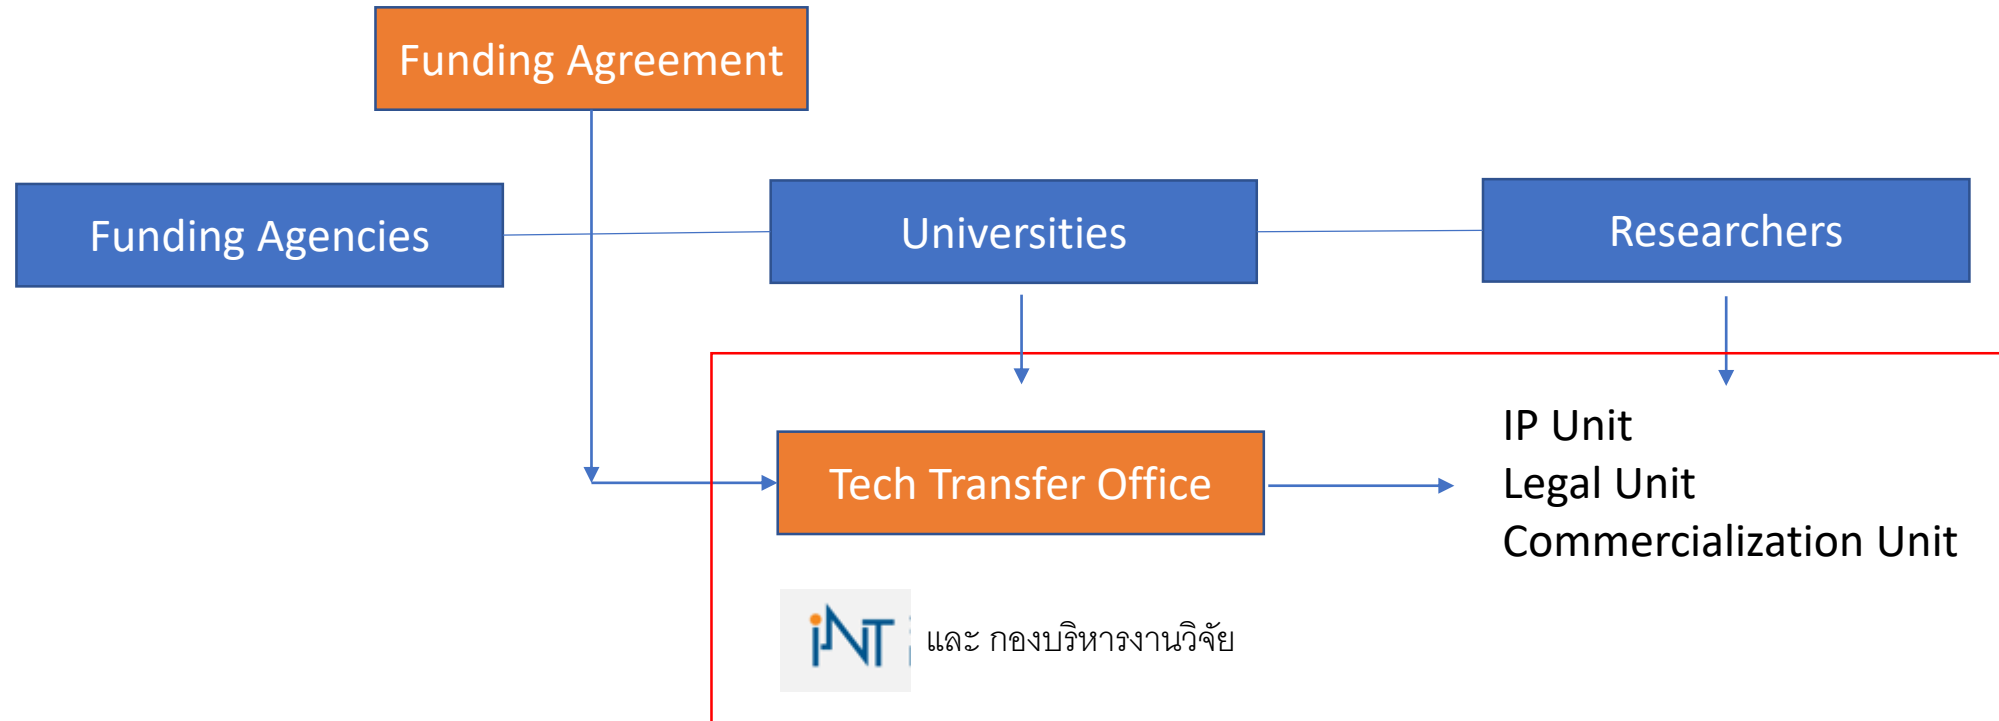 Funding Agreement
Funding Agencies
Universities
Researchers
Tech Transfer Office
IP Unit
Legal Unit
Commercialization Unit
iNT และ กองบริหารงานวิจัย